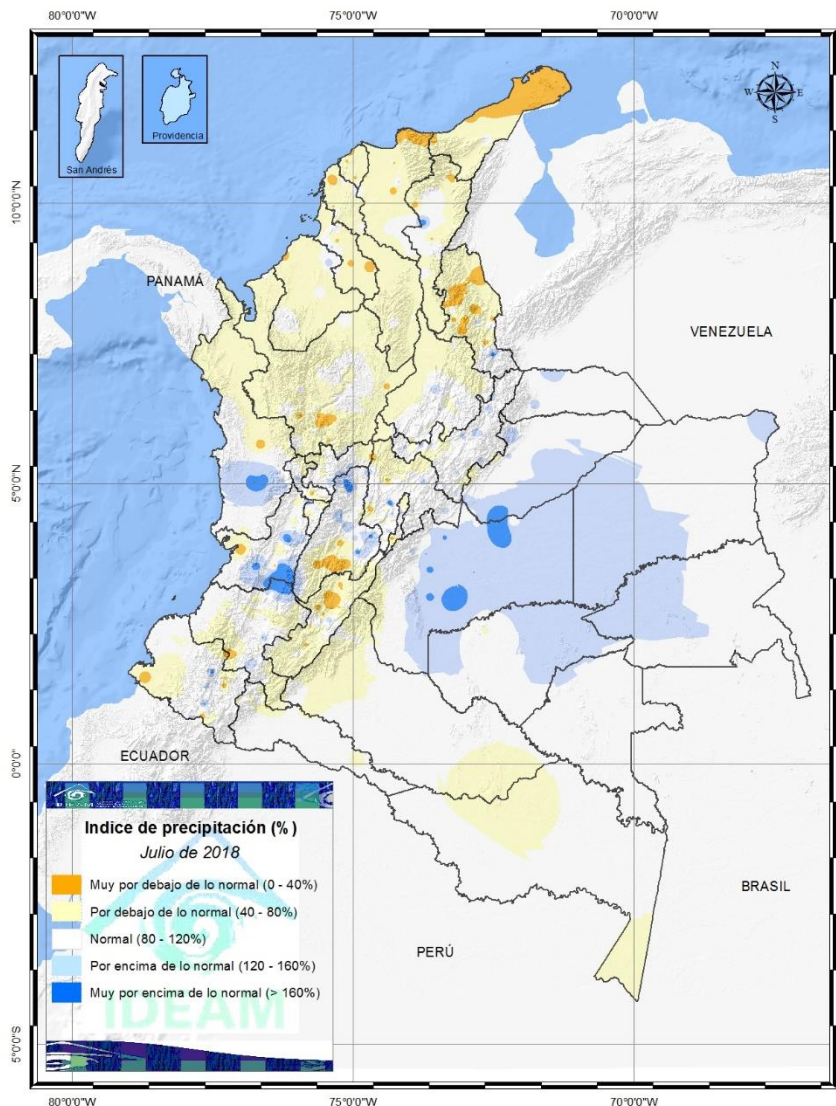 80°0'0"W 75°0'0"W 70°0'0"W
San Andrés
Providencia
N
W E
S
10°0'0"N
PANAMÁ
VENEZUELA
5°0'0"N
ECUADOR
0°0'0"
Indice de precipitación (%)
Julio de 2018
Muy por debajo de lo normal (0 - 40%)
Por debajo de lo normal (40 - 80%)
Normal (80 - 120%)
Por encima de lo normal (120 - 160%)
Muy por encima de lo normal (> 160%)
IDEAM
BRASIL
PERÚ
5°0'0"S
80°0'0"W 75°0'0"W 70°0'0"W